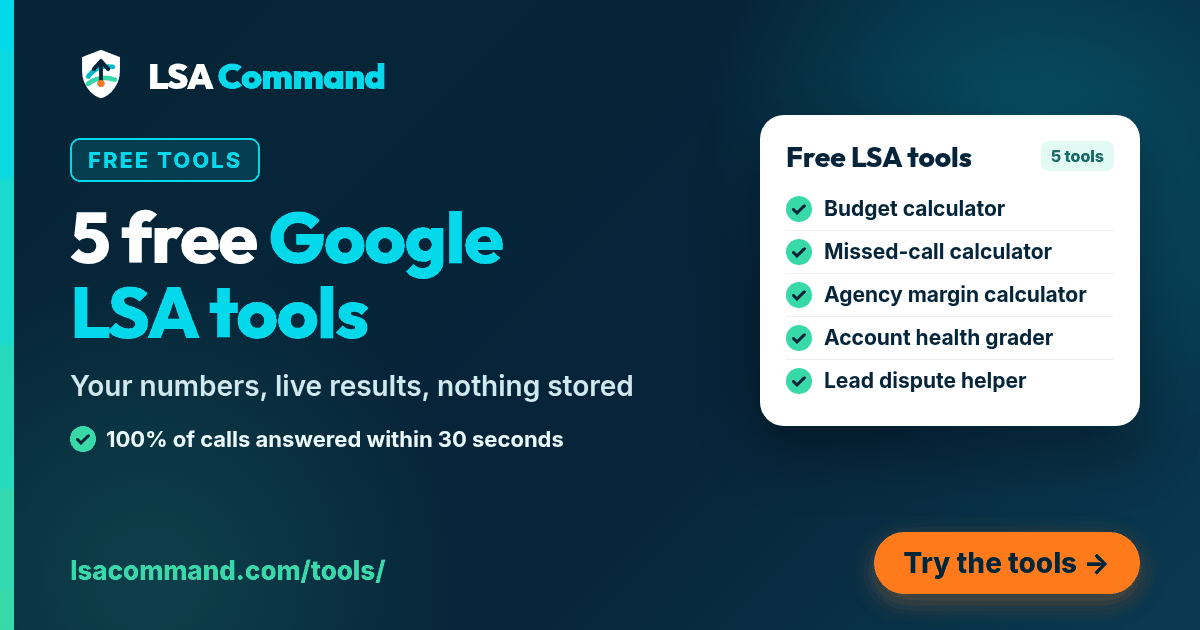 LSA Command
FREE TOOLS
5 free Google
LSA tools
Your numbers, live results, nothing stored
100% of calls answered within 30 seconds
lsacommand.com/tools/
Free LSA tools
5 tools
Budget calculator
Missed-call calculator
Agency margin calculator
Account health grader
Lead dispute helper
Try the tools →